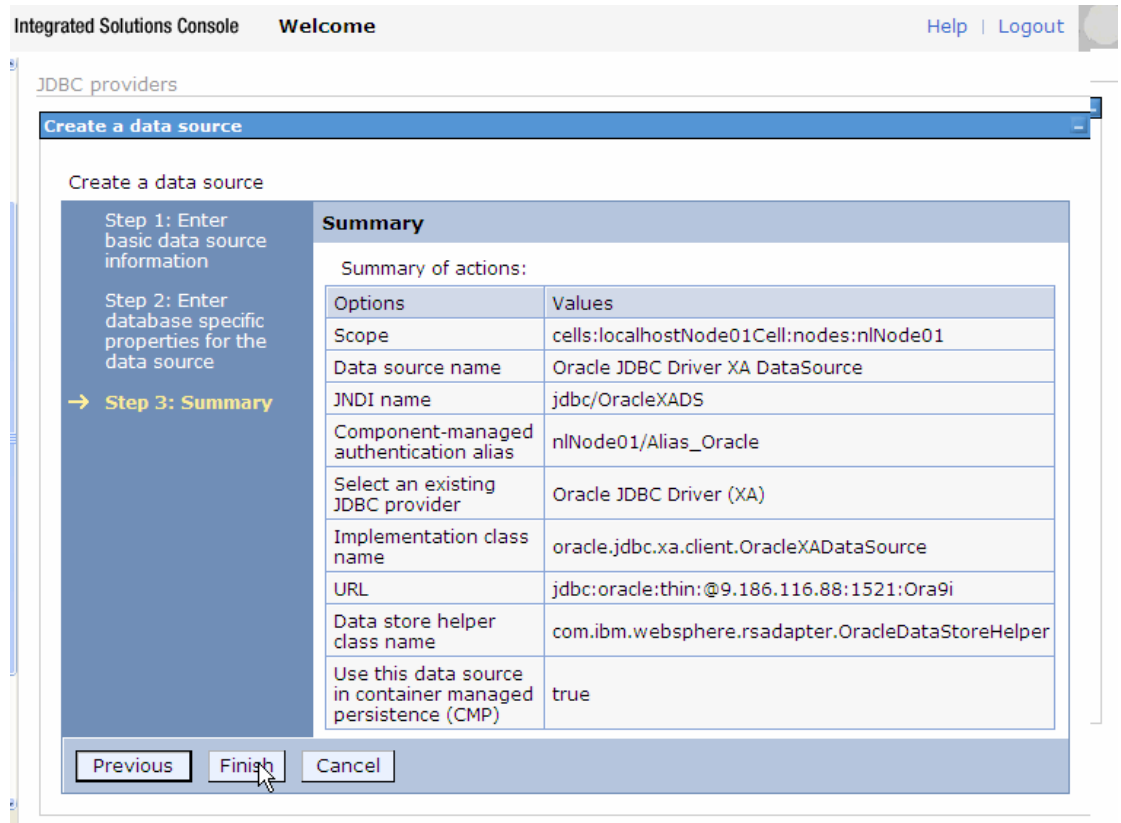 Integrated Solutions Console Welcome Help | Logout
JDBC providers
Create a data source
Create a data source
Step 1: Enter
basic data source
information
Step 2: Enter
database specific
properties for the
data source
Step 3: Summary
Summary
Summary of actions:
Options Values
Scope cells:localhostNode01Cell:nodes:nlNode01
Data source name Oracle JDBC Driver XA DataSource
JNDI name jdbc/OracleXADS
Component-managed
authentication alias nlNode01/Alias_Oracle
Select an existing
JDBC provider Oracle JDBC Driver (XA)
Implementation class
name oracle.jdbc.xa.client.OracleXADataSource
URL jdbc:oracle:thin:@9.186.116.88:1521:Ora9i
Data store helper
class name com.ibm.websphere.rsadapter.OracleDataStoreHelper
Use this data source
in container managed
persistence (CMP) true
Previous Finish Cancel